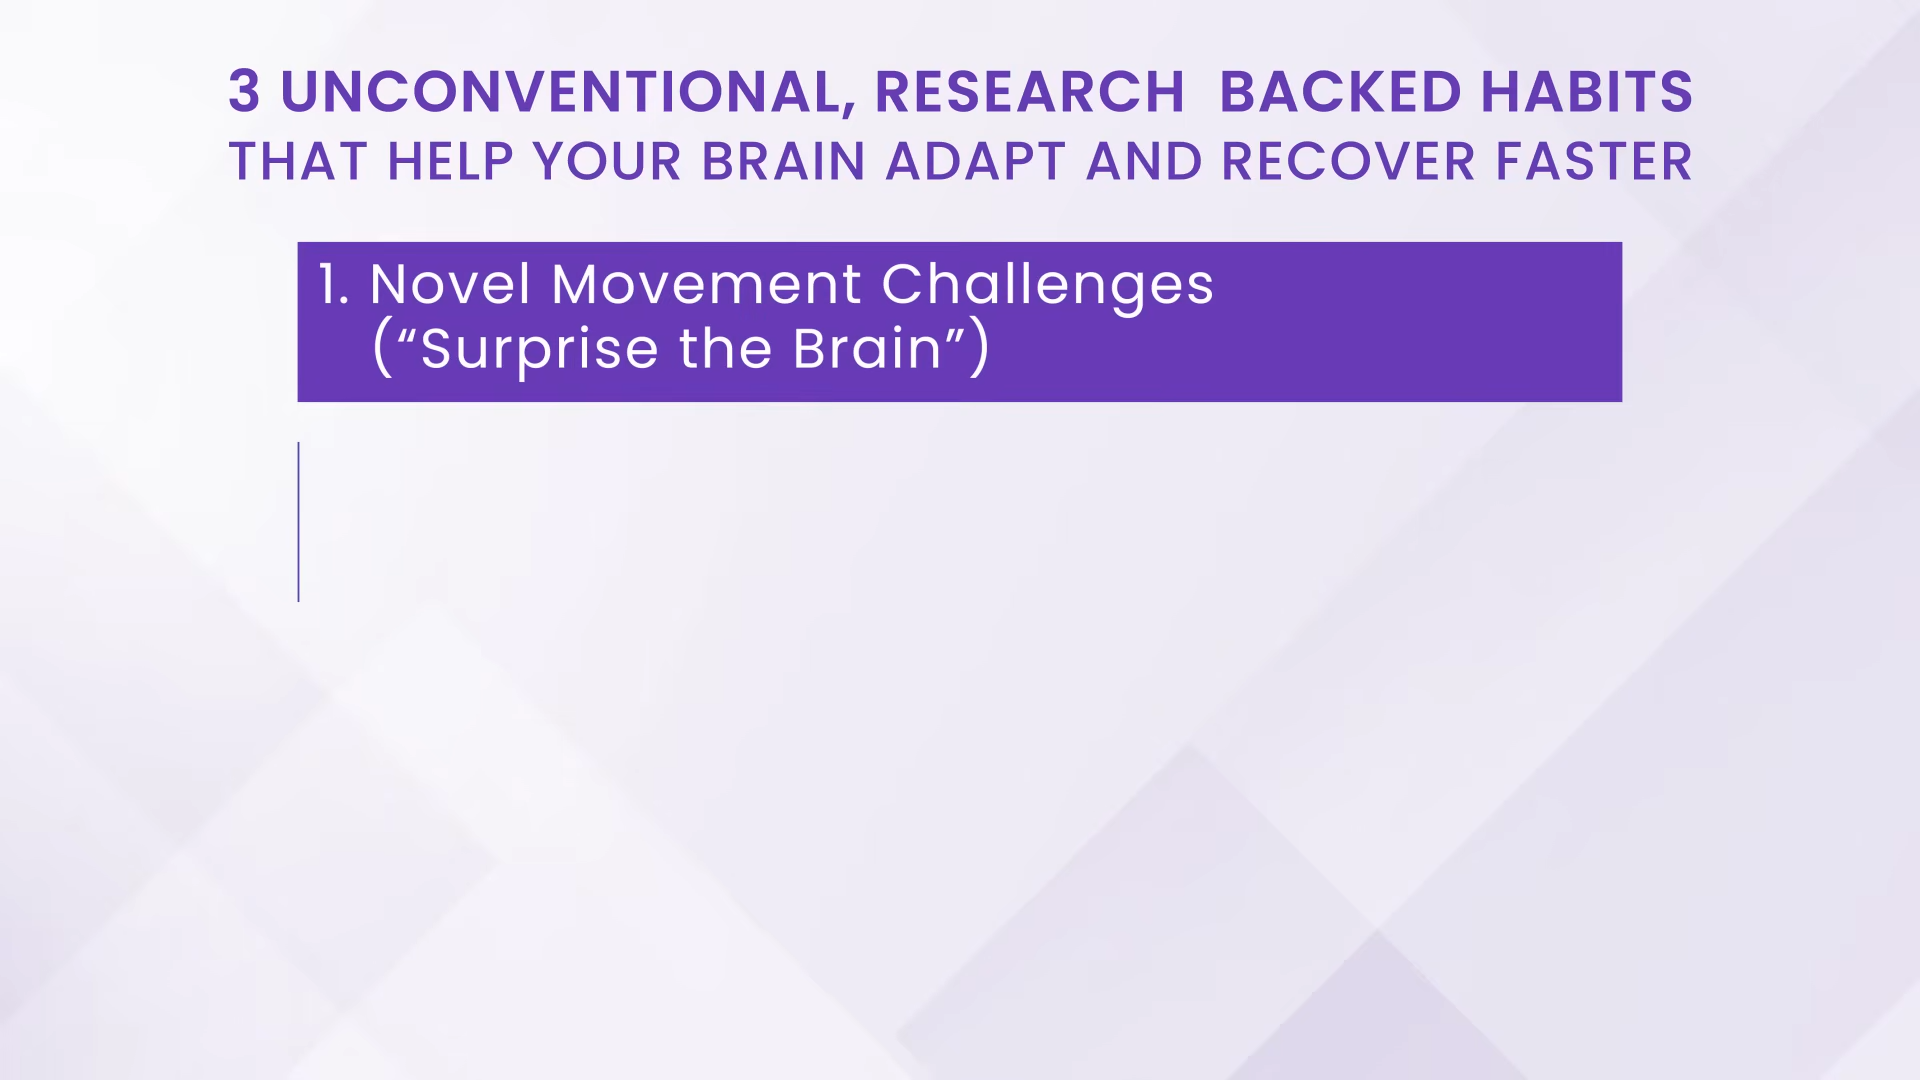 3 UNCONVENTIONAL, RESEARCH  BACKED HABITS
THAT HELP YOUR BRAIN ADAPT AND RECOVER FASTER
1. Novel Movement Challenges
(“Surprise the Brain”)